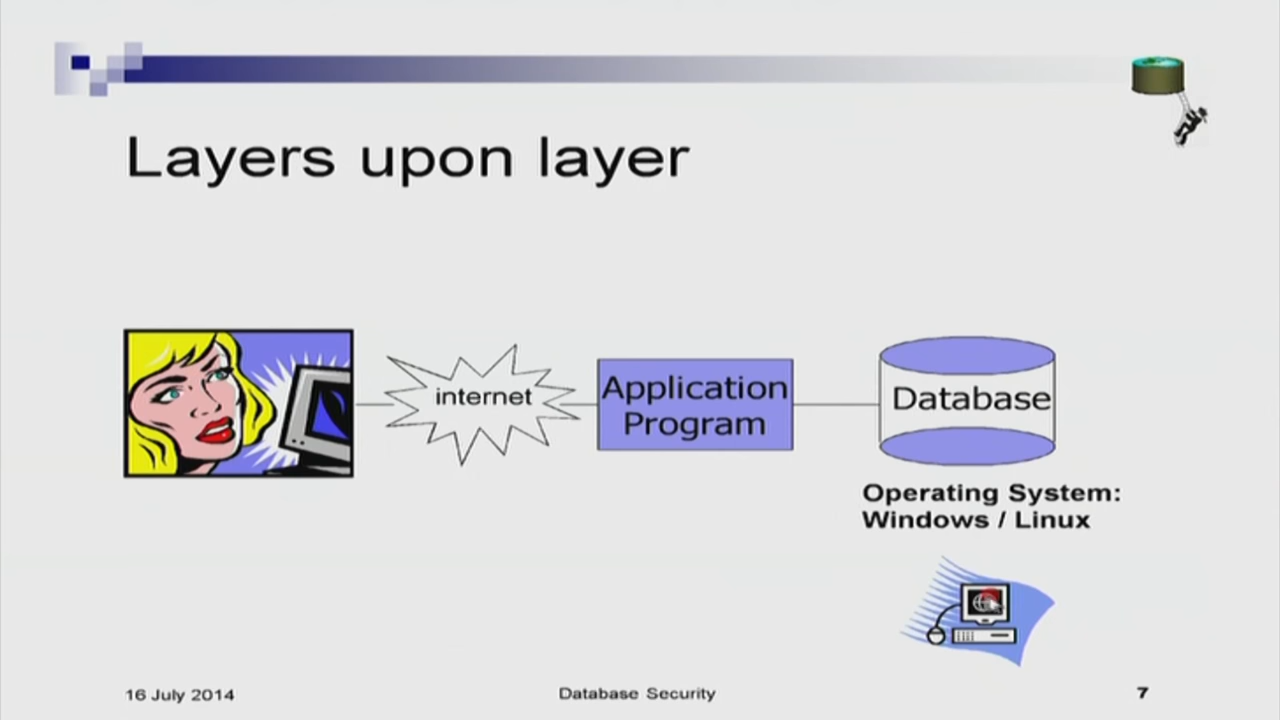 Layers upon layer
internet
Application
Program
Database
Operating System:
Windows / Linux
16 July 2014
Database Security
7